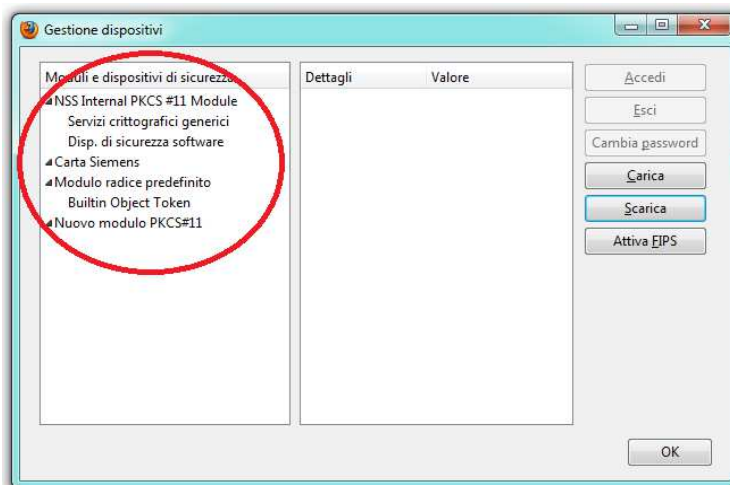 Gestione dispositivi
Moduli e dispositivi di sicurezza
Dettagli Valore
NSS Internal PKCS #11 Module
Servizi crittografici generici
Disp. di sicurezza software
Carta Siemens
Modulo radice predefinito
Builtin Object Token
Nuovo modulo PKCS#11
Accedi
Esci
Cambia password
Carica
Scarica
Attiva FIPS
OK